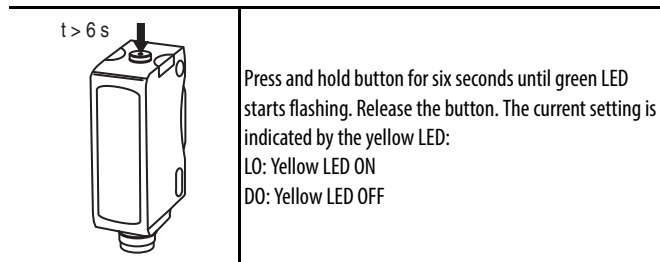 t > 6 s
Press and hold button for six seconds until green LED
starts flashing. Release the button. The current setting is
indicated by the yellow LED:
LO: Yellow LED ON
DO: Yellow LED OFF